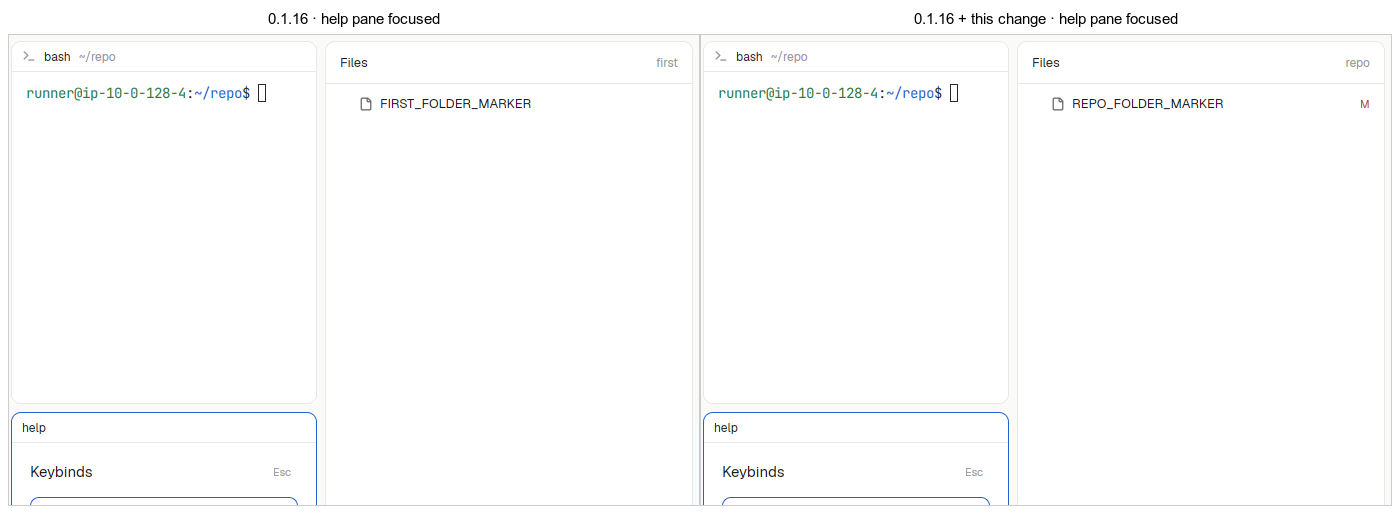 0.1.16 · help pane focused
bash ~/repo
Files first
runner@ip-10-0-128-4:~/repo$
FIRST_FOLDER_MARKER
help
Keybinds Esc
0.1.16 + this change · help pane focused
bash ~/repo
Files repo
runner@ip-10-0-128-4:~/repo$
REPO_FOLDER_MARKER M
help
Keybinds Esc